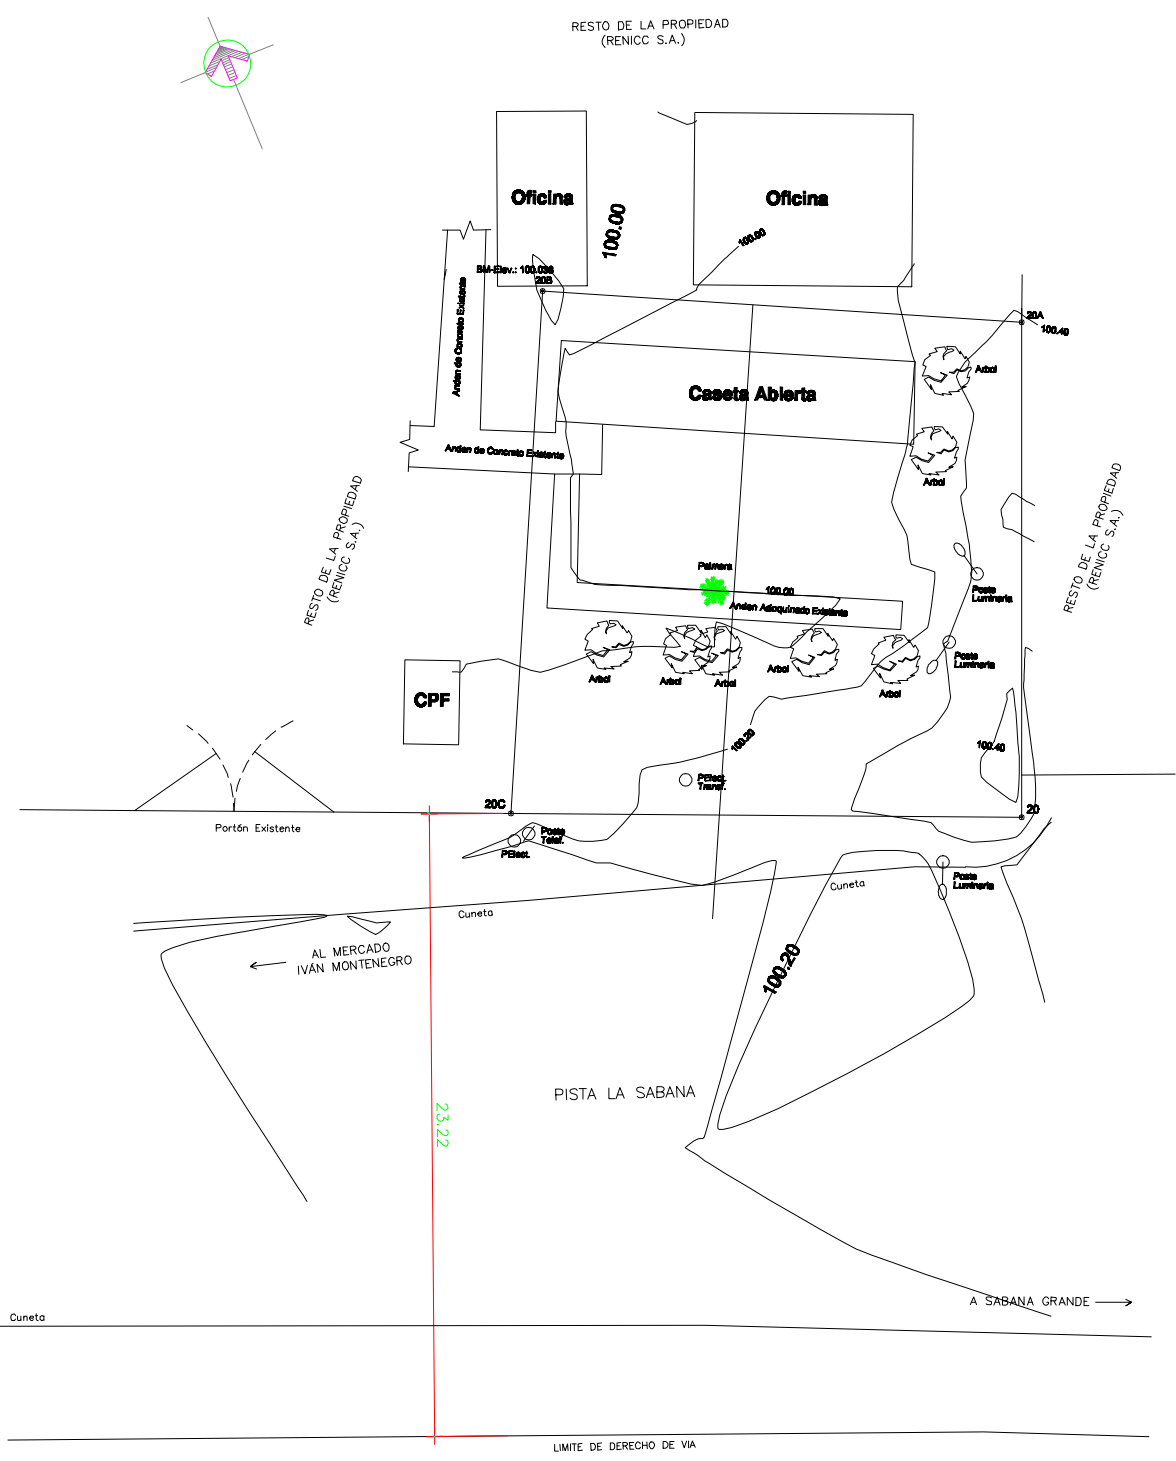 RESTO DE LA PROPIEDAD
(RENICC S.A.)
Oficina
Oficina
100.00
100.00
BM-Elev.: 100.036
20B
20A
100.40
Anden de Concreto Existente
Arbol
Caseta Abierta
Anden de Concreto Existente
Arbol
RESTO DE LA PROPIEDAD
(RENICC S.A.)
RESTO DE LA PROPIEDAD
(RENICC S.A.)
Palmera
100.00
Anden Adoquinado Existente
Poste
Luminaria
Poste
Luminaria
Arbol
Arbol
Arbol
Arbol
Arbol
CPF
100.20
100.40
PElect.
Transf.
20C
20
Portón Existente
Poste
Telef.
PElect.
Poste
Luminaria
Cuneta
Cuneta
AL MERCADO
IVÁN MONTENEGRO
100.20
PISTA LA SABANA
23,22
A SABANA GRANDE
Cuneta
LIMITE DE DERECHO DE VIA